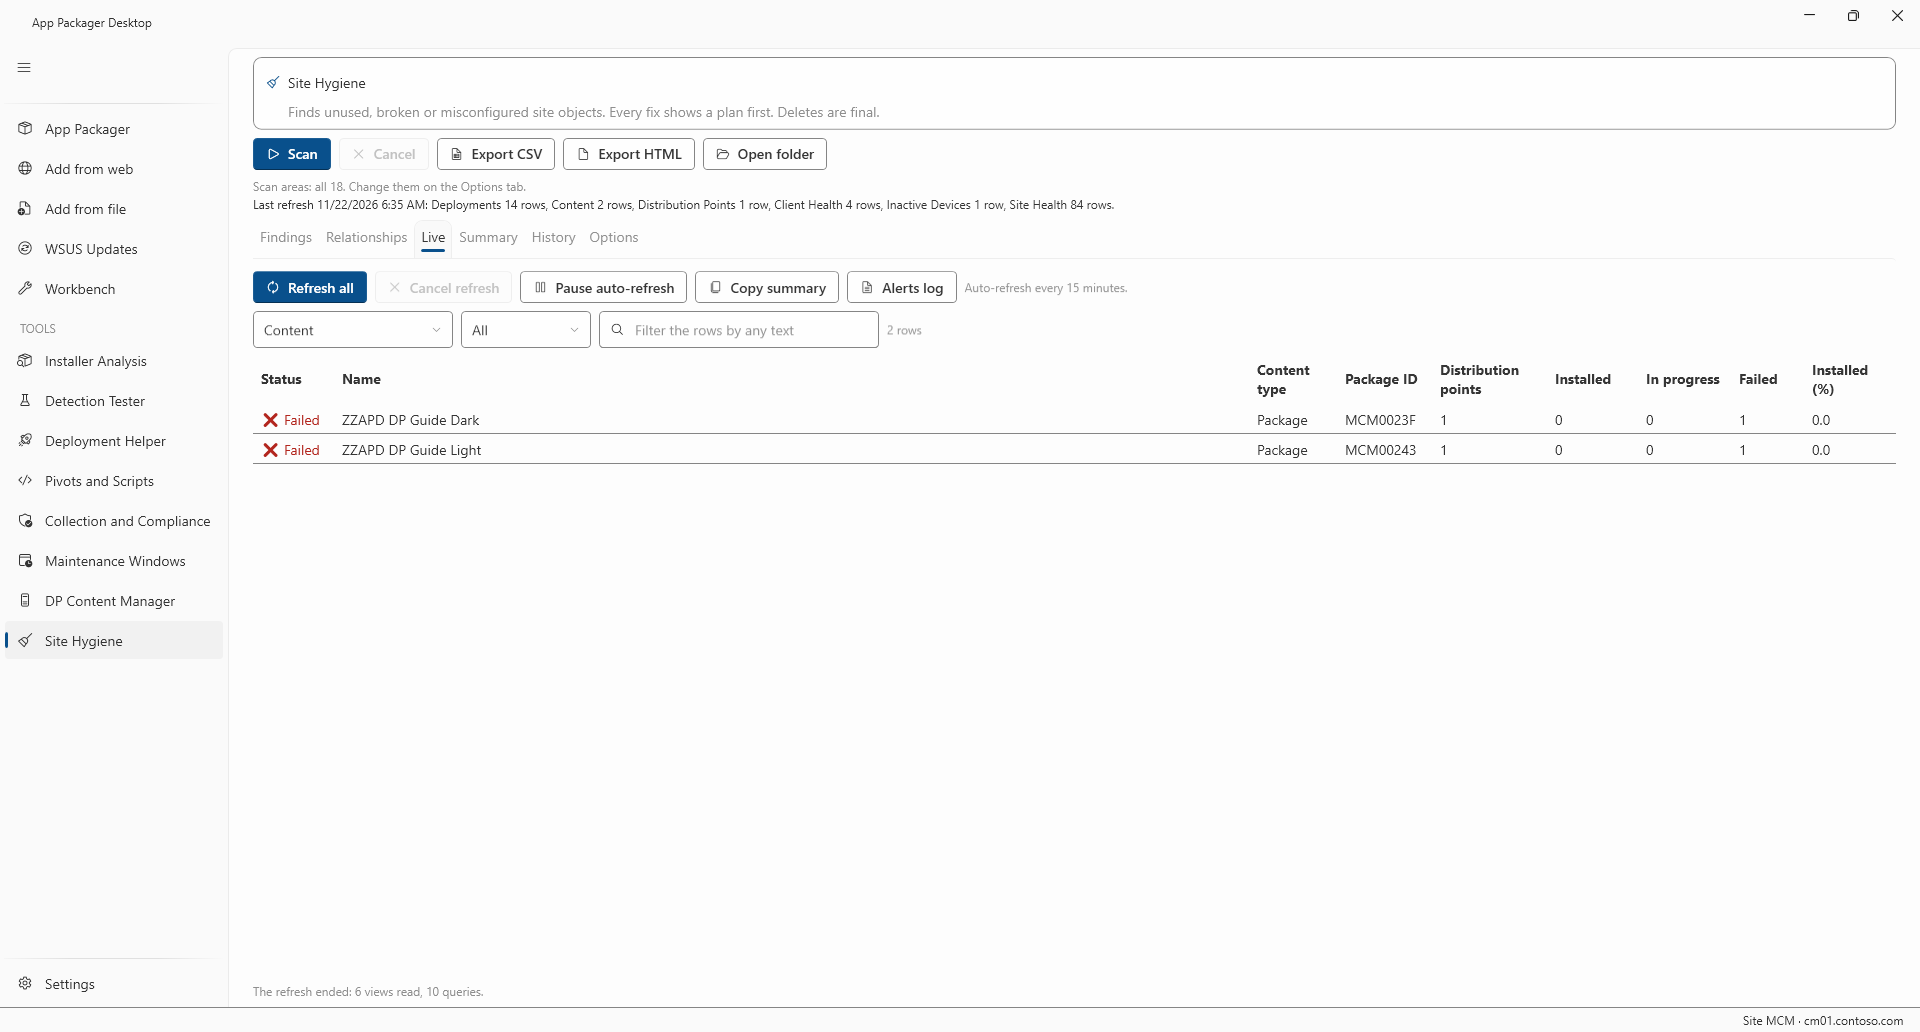 App Packager Desktop
App Packager
Add from web
Add from file
WSUS Updates
Workbench
TOOLS
Installer Analysis
Detection Tester
Deployment Helper
Pivots and Scripts
Collection and Compliance
Maintenance Windows
DP Content Manager
Site Hygiene
Settings
Site Hygiene
Finds unused, broken or misconfigured site objects. Every fix shows a plan first. Deletes are final.
Scan Cancel Export CSV Export HTML Open folder
Scan areas: all 18. Change them on the Options tab.
Last refresh 11/22/2026 6:35 AM: Deployments 14 rows, Content 2 rows, Distribution Points 1 row, Client Health 4 rows, Inactive Devices 1 row, Site Health 84 rows.
Findings Relationships Live Summary History Options
Refresh all Cancel refresh Pause auto-refresh Copy summary Alerts log Auto-refresh every 15 minutes.
Content All Filter the rows by any text 2 rows
Status Name Content type Package ID Distribution points Installed In progress Failed Installed (%)
Failed ZZAPD DP Guide Dark Package MCM0023F 1 0 0 1 0.0
Failed ZZAPD DP Guide Light Package MCM00243 1 0 0 1 0.0
The refresh ended: 6 views read, 10 queries.
Site MCM · cm01.contoso.com